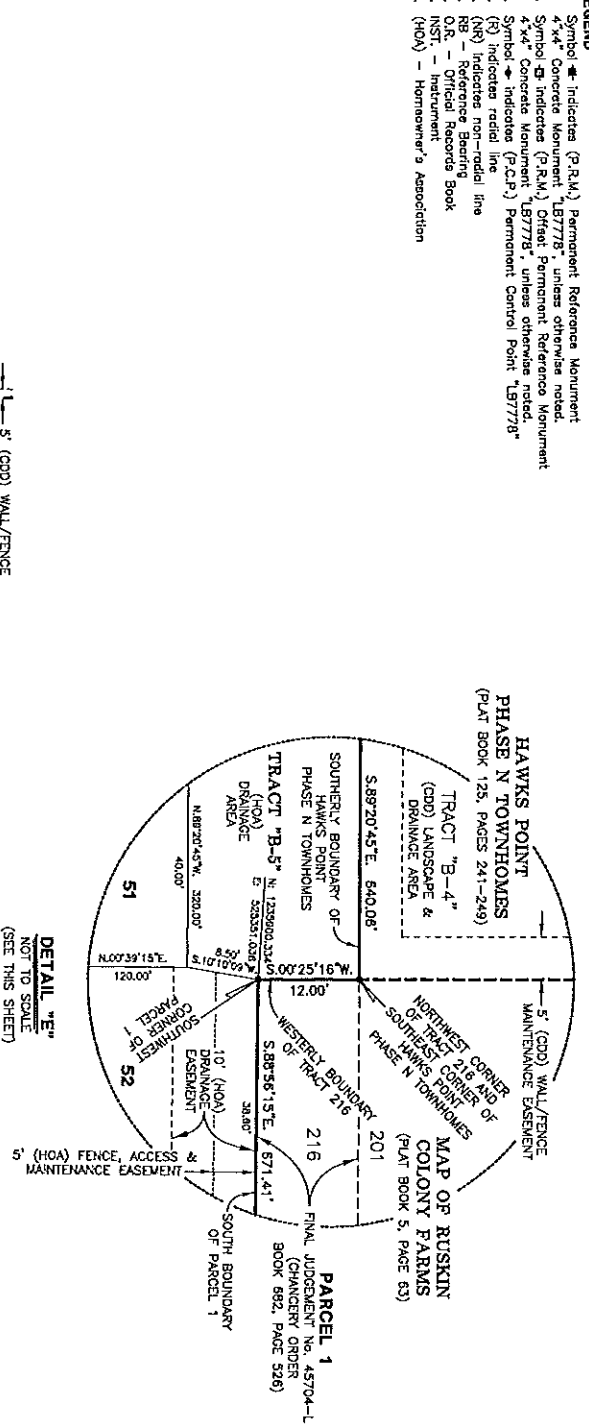 LEGEND
Symbol indicates (P.R.M.) Permanent Reference Monument
4"x4" Concrete Monument "LB7778", unless otherwise noted.
Symbol indicates (P.R.M.) Offset Permanent Reference Monument
4"x4" Concrete Monument "LB7778", unless otherwise noted.
Symbol indicates (P.C.P.) Permanent Control Point "LB7778"
(R) indicates radial line
(NR) indicates non-radial line
RB – Reference Bearing
O.R. – Official Records Book
INST. – Instrument
(HOA) – Homeowner's Association
5' (CDD) WALL/FENCE
HAWKS POINT
PHASE N TOWNHOMES
(PLAT BOOK 125, PAGES 241–249)
TRACT "B-4"
(CDD) LANDSCAPE &
DRAINAGE AREA
5' (CDD) WALL/FENCE
MAINTENANCE EASEMENT
S.89°20'45"E. 640.06'
SOUTHERLY BOUNDARY OF
HAWKS POINT
PHASE N TOWNHOMES
NORTHWEST CORNER
OF TRACT 216 AND
SOUTHEAST CORNER OF
HAWKS POINT
PHASE N TOWNHOMES
MAP OF RUSKIN
COLONY FARMS
(PLAT BOOK 5, PAGE 63)
201
216
S.00°25'16"W.
12.00'
WESTERLY BOUNDARY
OF TRACT 216
TRACT "B-5"
(HOA)
DRAINAGE
AREA
N: 1235600.334
E: 525351.036
PARCEL 1
FINAL JUDGEMENT No. 45704-L
(CHANCERY ORDER
BOOK 582, PAGE 526)
S.88°56'15"E. 671.41'
38.60'
8.50'
S.10°10'09"W.
N.89°20'45"W. 320.00'
40.00'
51
N.00°39'15"E.
120.00'
SOUTHWEST
CORNER OF
PARCEL 1
52
10' (HOA)
DRAINAGE
EASEMENT
5' (HOA) FENCE, ACCESS &
MAINTENANCE EASEMENT
SOUTH BOUNDARY
OF PARCEL 1
DETAIL "E"
NOT TO SCALE
(SEE THIS SHEET)